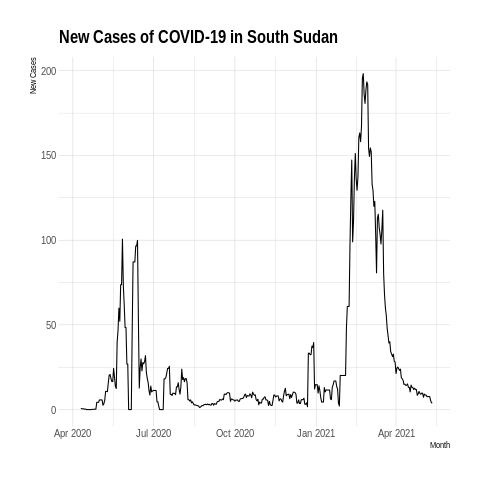 New Cases of COVID-19 in South Sudan
New Cases
200
150
100
50
0
Apr 2020
Jul 2020
Oct 2020
Jan 2021
Apr 2021
Month